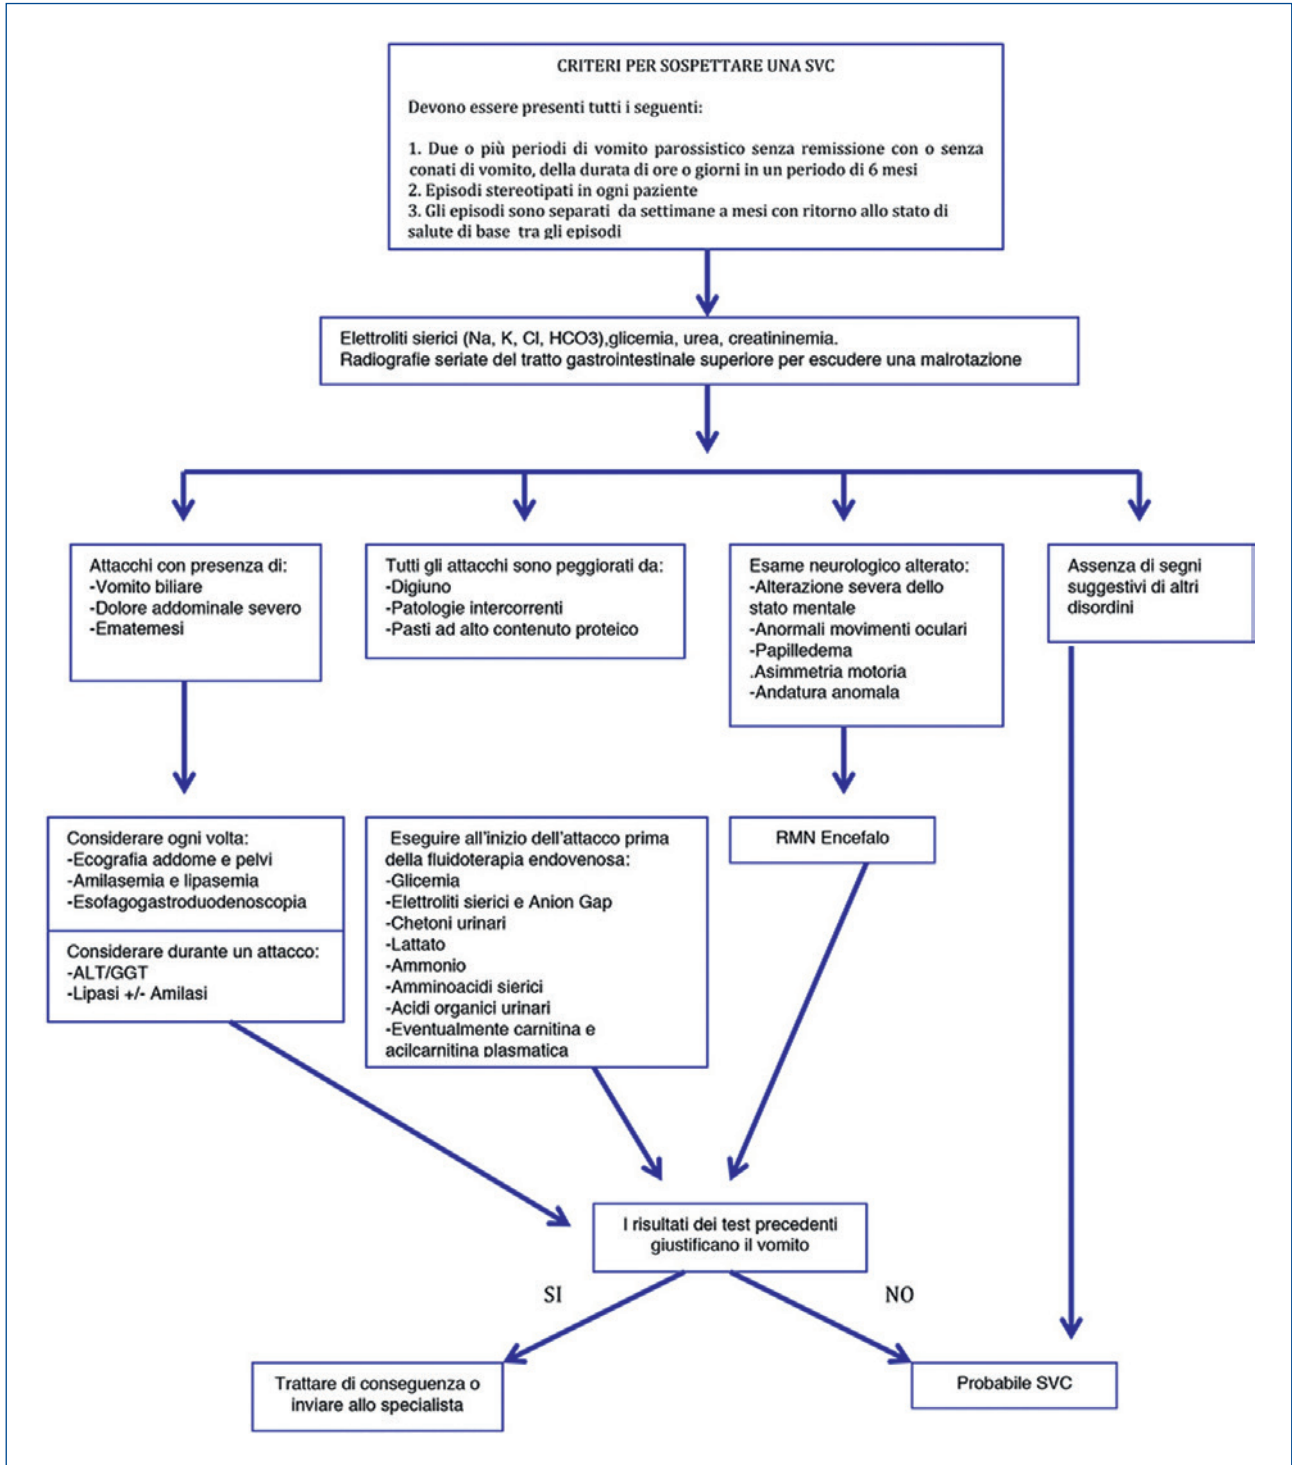 CRITERI PER SOSPETTARE UNA SVC
Devono essere presenti tutti i seguenti:
1. Due o più periodi di vomito parossistico senza remissione con o senza
conati di vomito, della durata di ore o giorni in un periodo di 6 mesi
2. Episodi stereotipati in ogni paziente
3. Gli episodi sono separati da settimane a mesi con ritorno allo stato di
salute di base tra gli episodi
Elettroliti sierici (Na, K, Cl, HCO3),glicemia, urea, creatininemia.
Radiografie seriate del tratto gastrointestinale superiore per escudere una malrotazione
Attacchi con presenza di:
-Vomito biliare
-Dolore addominale severo
-Ematemesi
Tutti gli attacchi sono peggiorati da:
-Digiuno
-Patologie intercorrenti
-Pasti ad alto contenuto proteico
Esame neurologico alterato:
-Alterazione severa dello
stato mentale
-Anormali movimenti oculari
-Papilledema
.Asimmetria motoria
-Andatura anomala
Assenza di segni
suggestivi di altri
disordini
Considerare ogni volta:
-Ecografia addome e pelvi
-Amilasemia e lipasemia
-Esofagogastroduodenoscopia
Considerare durante un attacco:
-ALT/GGT
-Lipasi +/- Amilasi
Eseguire all'inizio dell'attacco prima
della fluidoterapia endovenosa:
-Glicemia
-Elettroliti sierici e Anion Gap
-Chetoni urinari
-Lattato
-Ammonio
-Amminoacidi sierici
-Acidi organici urinari
-Eventualmente carnitina e
acilcarnitina plasmatica
RMN Encefalo
I risultati dei test precedenti
giustificano il vomito
SI
NO
Trattare di conseguenza o
inviare allo specialista
Probabile SVC